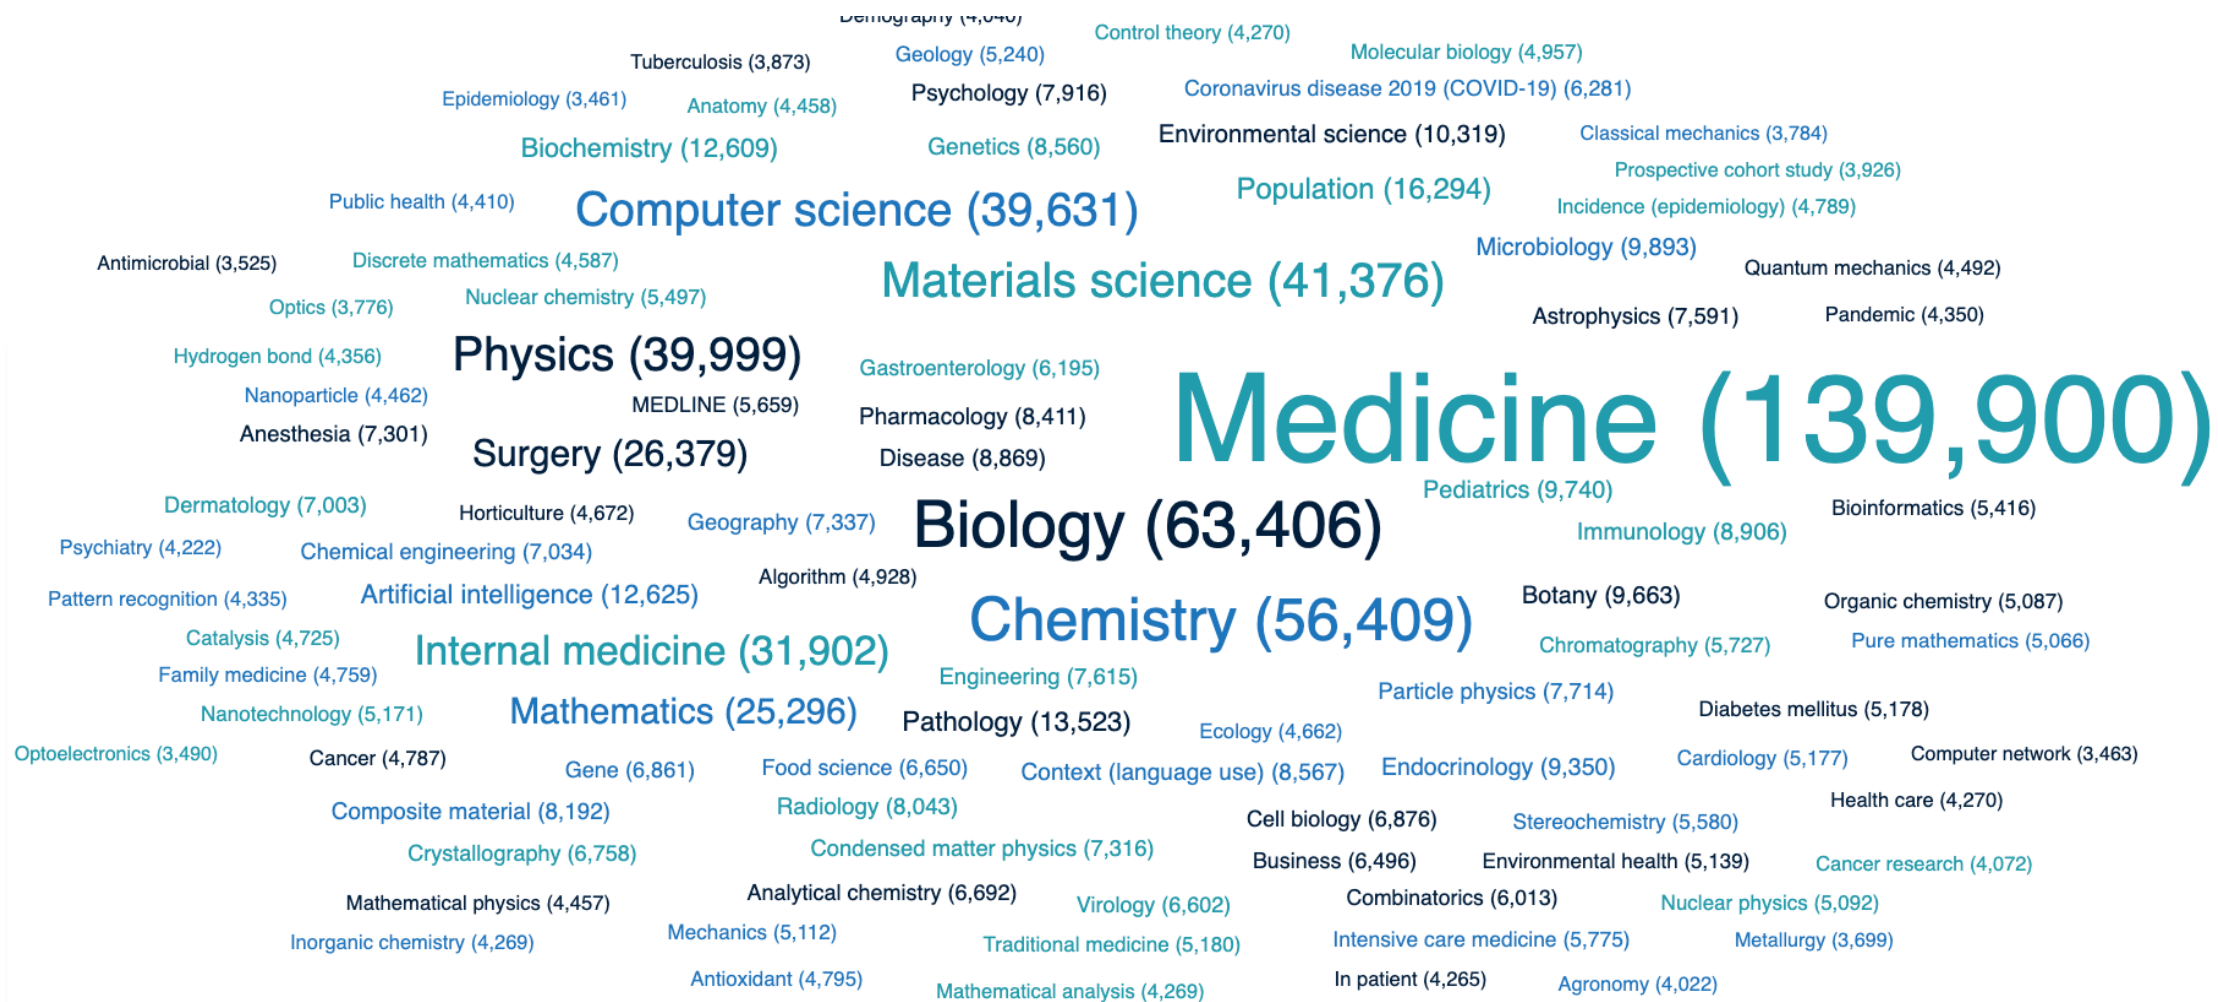 Demography (4,040)
Control theory (4,270)
Tuberculosis (3,873)
Geology (5,240)
Molecular biology (4,957)
Epidemiology (3,461)
Anatomy (4,458)
Psychology (7,916)
Coronavirus disease 2019 (COVID-19) (6,281)
Biochemistry (12,609)
Genetics (8,560)
Environmental science (10,319)
Classical mechanics (3,784)
Prospective cohort study (3,926)
Public health (4,410)
Computer science (39,631)
Population (16,294)
Incidence (epidemiology) (4,789)
Microbiology (9,893)
Antimicrobial (3,525)
Discrete mathematics (4,587)
Materials science (41,376)
Quantum mechanics (4,492)
Optics (3,776)
Nuclear chemistry (5,497)
Astrophysics (7,591)
Pandemic (4,350)
Hydrogen bond (4,356)
Physics (39,999)
Gastroenterology (6,195)
Medicine (139,900)
Nanoparticle (4,462)
MEDLINE (5,659)
Pharmacology (8,411)
Anesthesia (7,301)
Surgery (26,379)
Disease (8,869)
Pediatrics (9,740)
Dermatology (7,003)
Horticulture (4,672)
Geography (7,337)
Biology (63,406)
Immunology (8,906)
Bioinformatics (5,416)
Psychiatry (4,222)
Chemical engineering (7,034)
Algorithm (4,928)
Pattern recognition (4,335)
Artificial intelligence (12,625)
Chemistry (56,409)
Botany (9,663)
Organic chemistry (5,087)
Catalysis (4,725)
Internal medicine (31,902)
Chromatography (5,727)
Pure mathematics (5,066)
Family medicine (4,759)
Engineering (7,615)
Particle physics (7,714)
Nanotechnology (5,171)
Mathematics (25,296)
Pathology (13,523)
Ecology (4,662)
Diabetes mellitus (5,178)
Optoelectronics (3,490)
Cancer (4,787)
Gene (6,861)
Food science (6,650)
Context (language use) (8,567)
Endocrinology (9,350)
Cardiology (5,177)
Computer network (3,463)
Composite material (8,192)
Radiology (8,043)
Cell biology (6,876)
Stereochemistry (5,580)
Health care (4,270)
Crystallography (6,758)
Condensed matter physics (7,316)
Business (6,496)
Environmental health (5,139)
Cancer research (4,072)
Mathematical physics (4,457)
Analytical chemistry (6,692)
Virology (6,602)
Combinatorics (6,013)
Nuclear physics (5,092)
Inorganic chemistry (4,269)
Mechanics (5,112)
Traditional medicine (5,180)
Intensive care medicine (5,775)
Metallurgy (3,699)
Antioxidant (4,795)
Mathematical analysis (4,269)
In patient (4,265)
Agronomy (4,022)